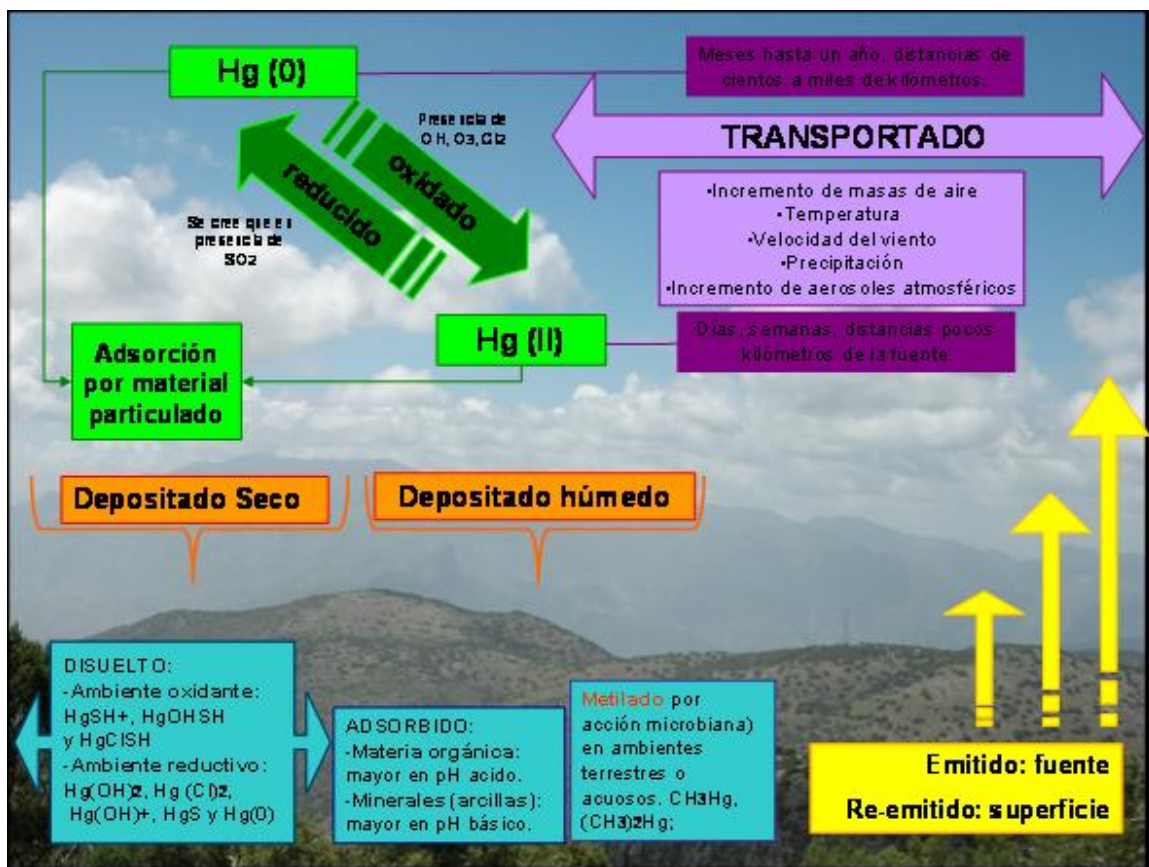 Hg (0)
Meses hasta un año, distancias de
cientos a miles de kilómetros.
Presencia de
OH, O3, Cl2
oxidado
reducido
Se cree que en
presencia de
SO2
TRANSPORTADO
•Incremento de masas de aire
•Temperatura
•Velocidad del viento
•Precipitación
•Incremento de aerosoles atmosféricos
Hg (II)
Días, semanas, distancias pocos
kilómetros de la fuente
Adsorción
por material
particulado
Depositado Seco
Depositado húmedo
DISUELTO:
-Ambiente oxidante:
HgSH+, HgOHSH
y HgClSH
-Ambiente reductivo:
Hg(OH)2, Hg (Cl)2,
Hg(OH)+, HgS y Hg(0)
ADSORBIDO:
-Materia orgánica:
mayor en pH acido.
-Minerales (arcillas):
mayor en pH básico.
Metilado por
acción microbiana)
en ambientes
terrestres o
acuosos. CH3Hg,
(CH3)2Hg;
Emitido: fuente
Re-emitido: superficie